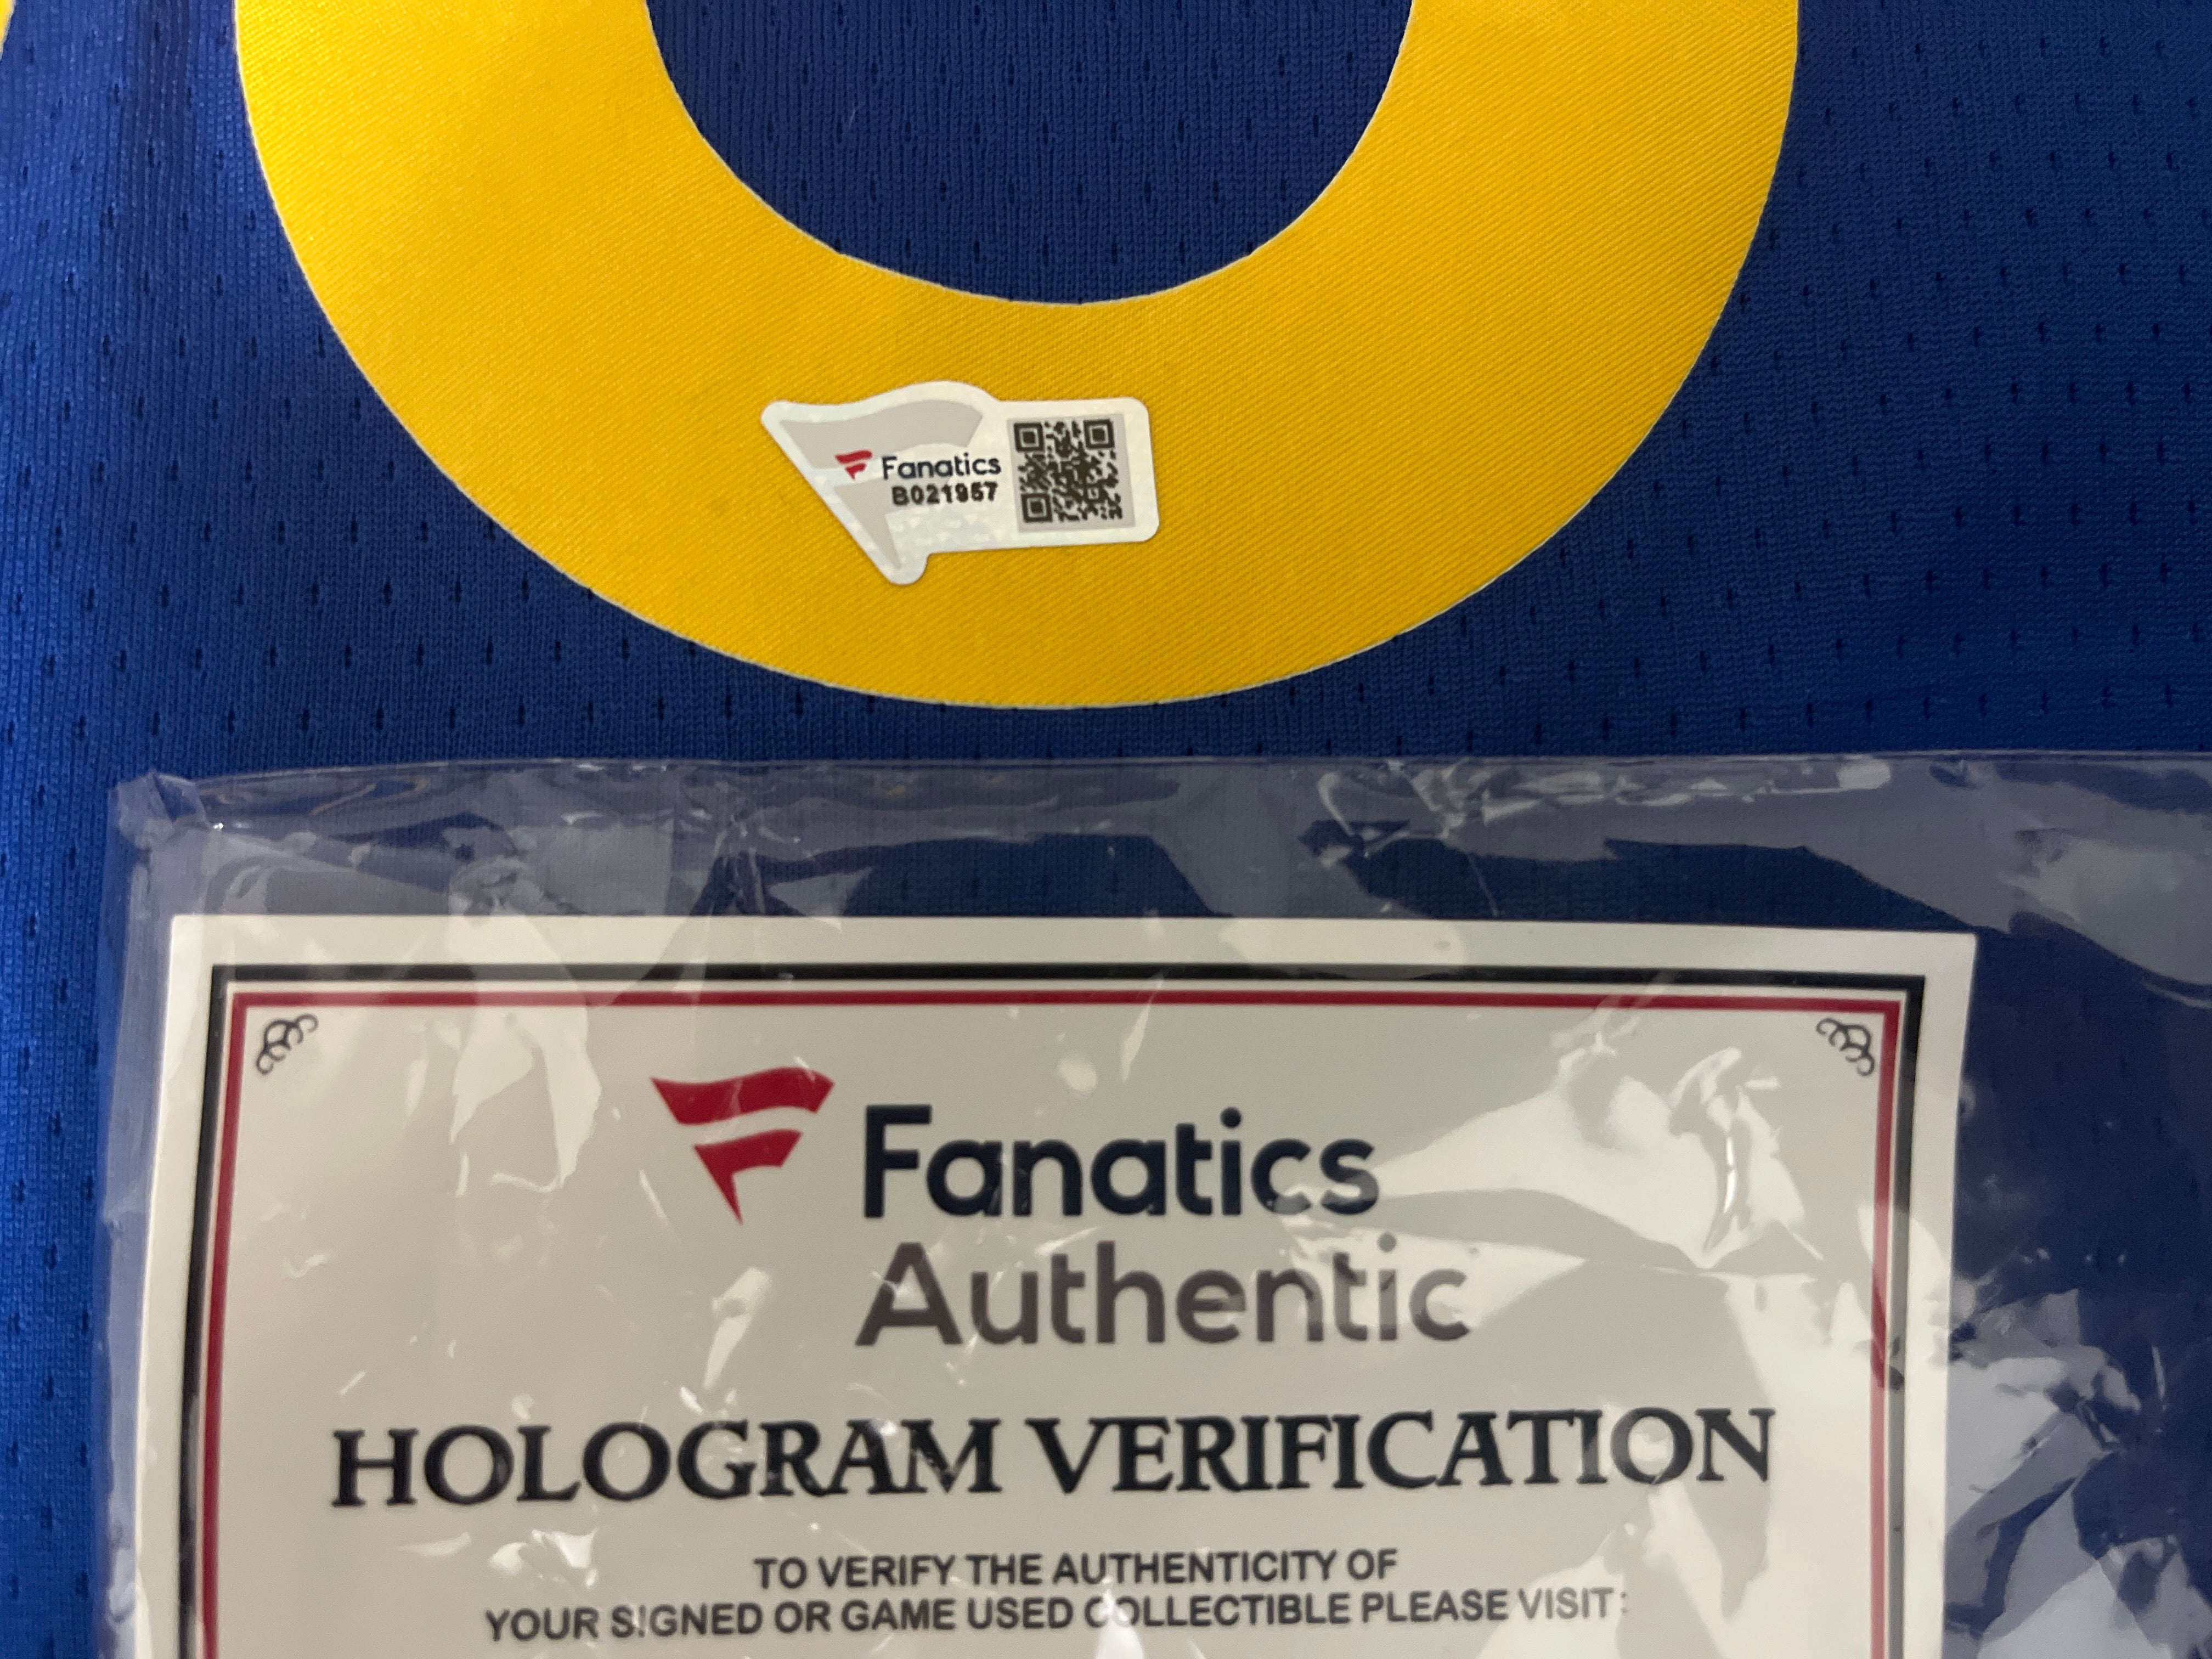 Fanatics
B021957
Fanatics
Authentic
HOLOGRAM VERIFICATION
TO VERIFY THE AUTHENTICITY OF
YOUR SIGNED OR GAME USED COLLECTIBLE PLEASE VISIT: